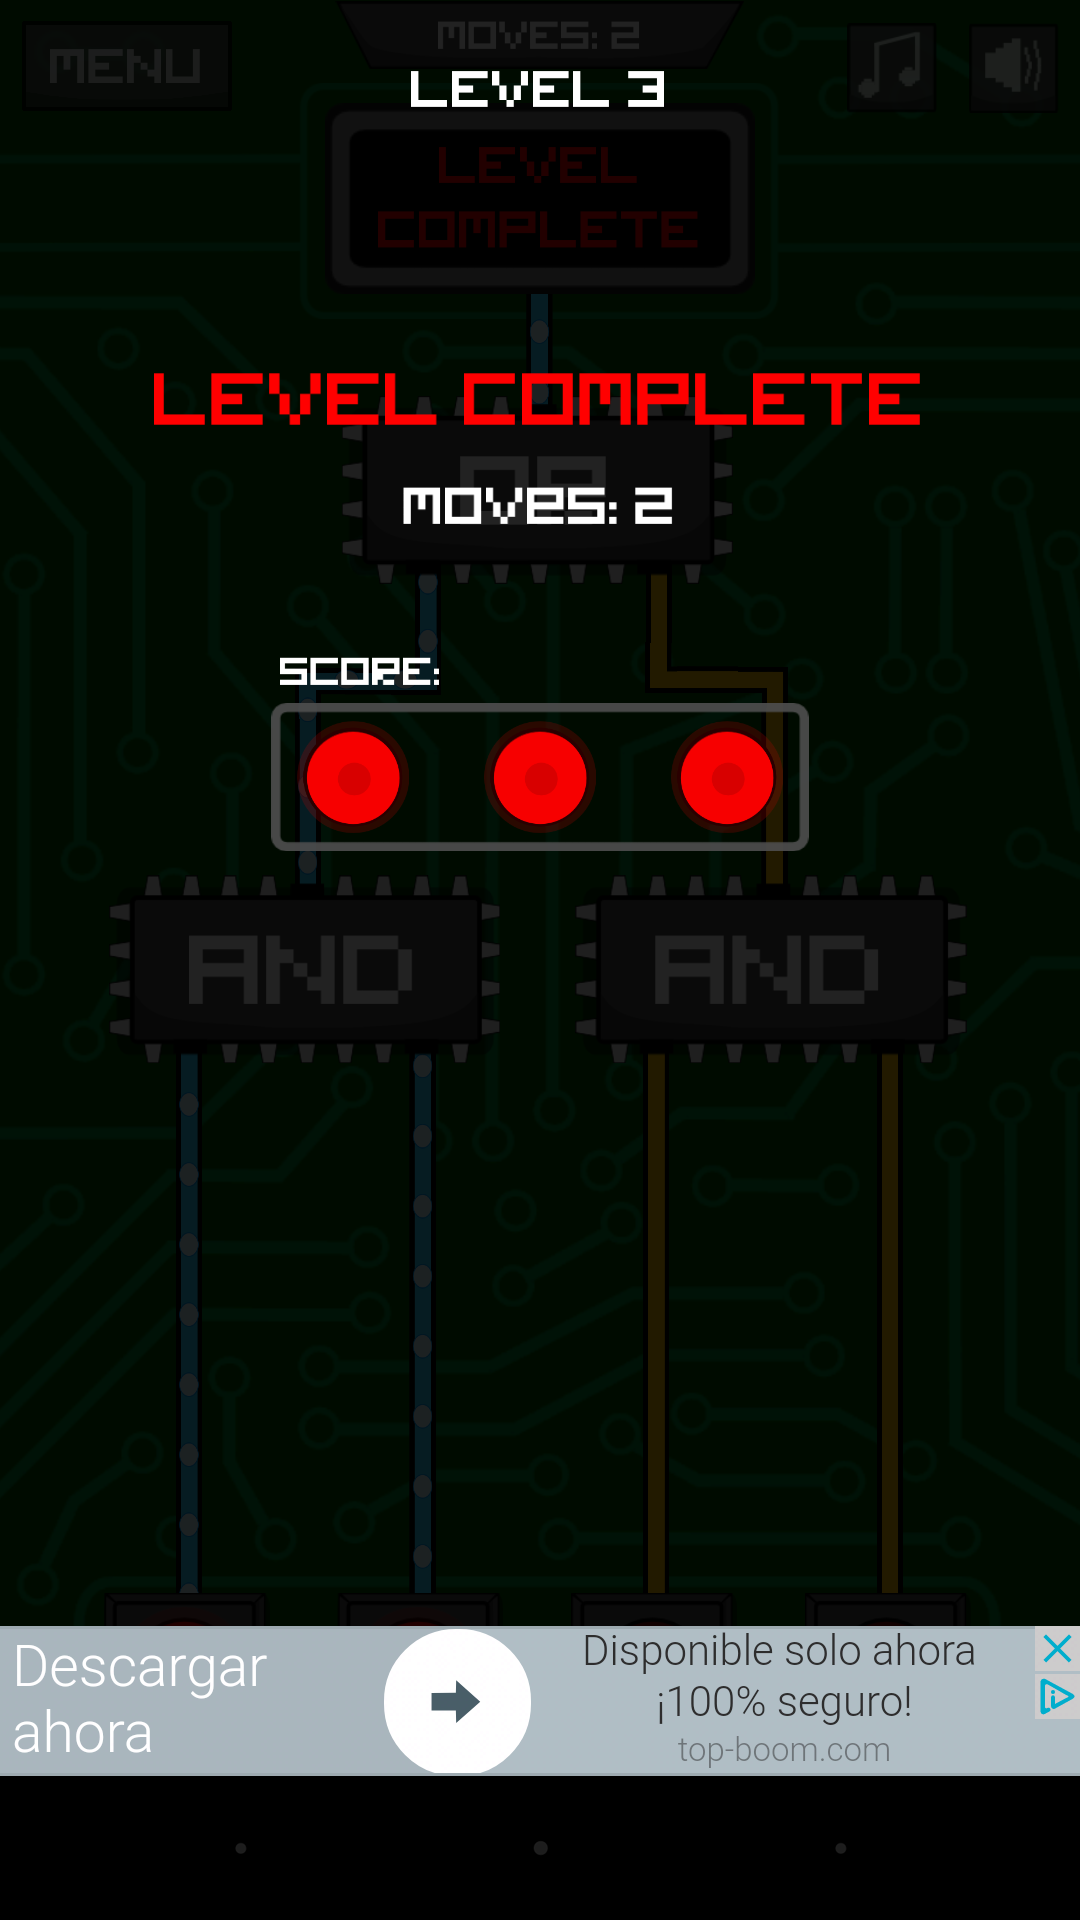 MENU
MOVES: 2
LEVEL 3
LEVEL
COMPLETE
LEVEL COMPLETE
OR
MOVES: 2
SCORE:
AND
AND
Descargar
ahora
Disponible solo ahora
¡100% seguro!
top-boom.com